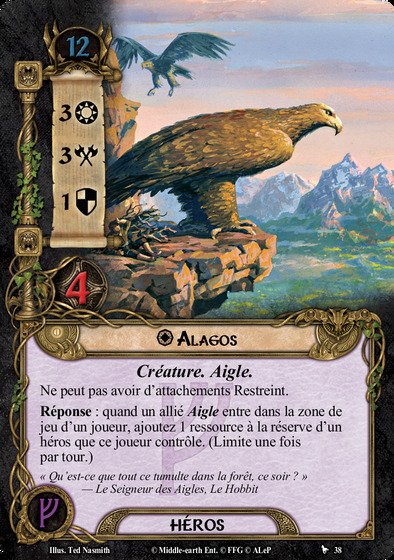 12
3
3
1
4
Alagos
Créature. Aigle.
Ne peut pas avoir d'attachements Restreint.
Réponse : quand un allié Aigle entre dans la zone de
jeu d'un joueur, ajoutez 1 ressource à la réserve d'un
héros que ce joueur contrôle. (Limite une fois
par tour.)
« Qu'est-ce que tout ce tumulte dans la forêt, ce soir ? »
— Le Seigneur des Aigles, Le Hobbit
HÉROS
Illus. Ted Nasmith © Middle-earth Ent. © FFG © ALeP 38